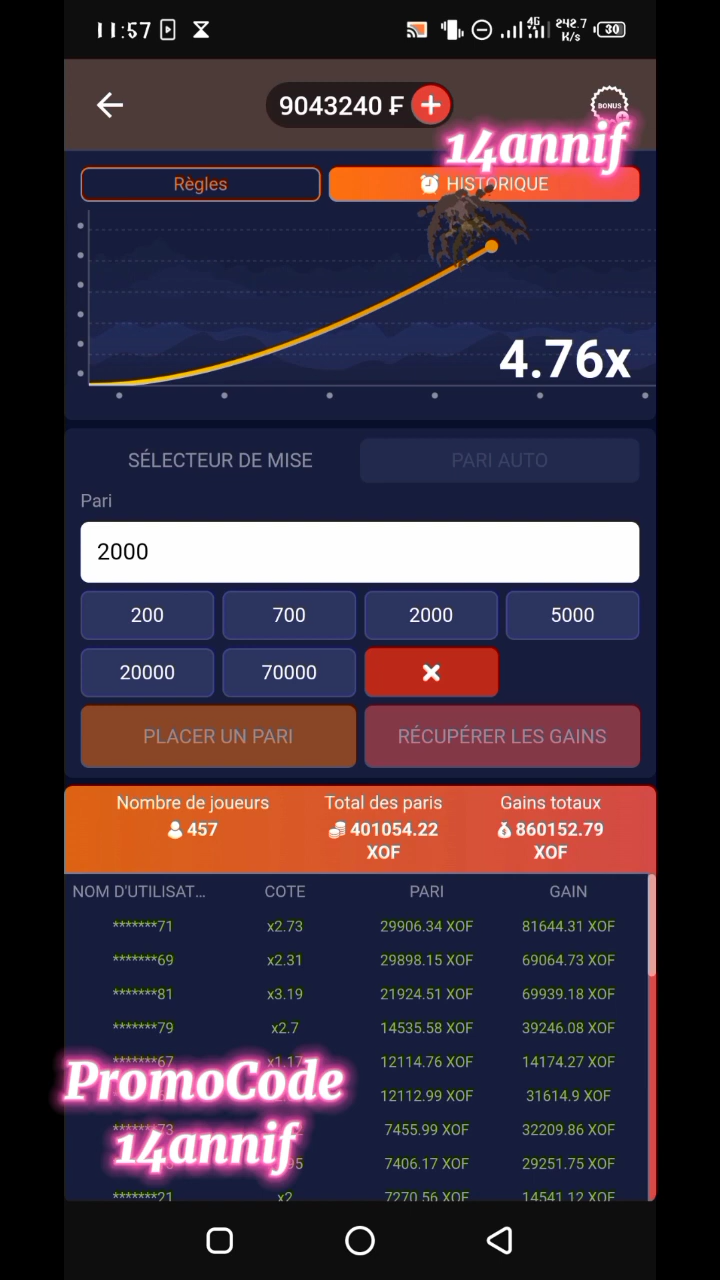 11:57
4G
242.7
K/s
30
9043240 ₣
BONUS
14annif
Règles
HISTORIQUE
4.76x
SÉLECTEUR DE MISE
PARI AUTO
Pari
2000
200 700 2000 5000
20000 70000
PLACER UN PARI RÉCUPÉRER LES GAINS
Nombre de joueurs Total des paris Gains totaux
457 401054.22 860152.79
XOF XOF
NOM D'UTILISAT... COTE PARI GAIN
*******71 x2.73 29906.34 XOF 81644.31 XOF
*******69 x2.31 29898.15 XOF 69064.73 XOF
*******81 x3.19 21924.51 XOF 69939.18 XOF
*******79 x2.7 14535.58 XOF 39246.08 XOF
*******67 x1.17 12114.76 XOF 14174.27 XOF
PromoCode
12112.99 XOF 31614.9 XOF
*******73 7455.99 XOF 32209.86 XOF
14annif
7406.17 XOF 29251.75 XOF
*******21 x2 7270.56 XOF 14541.12 XOF